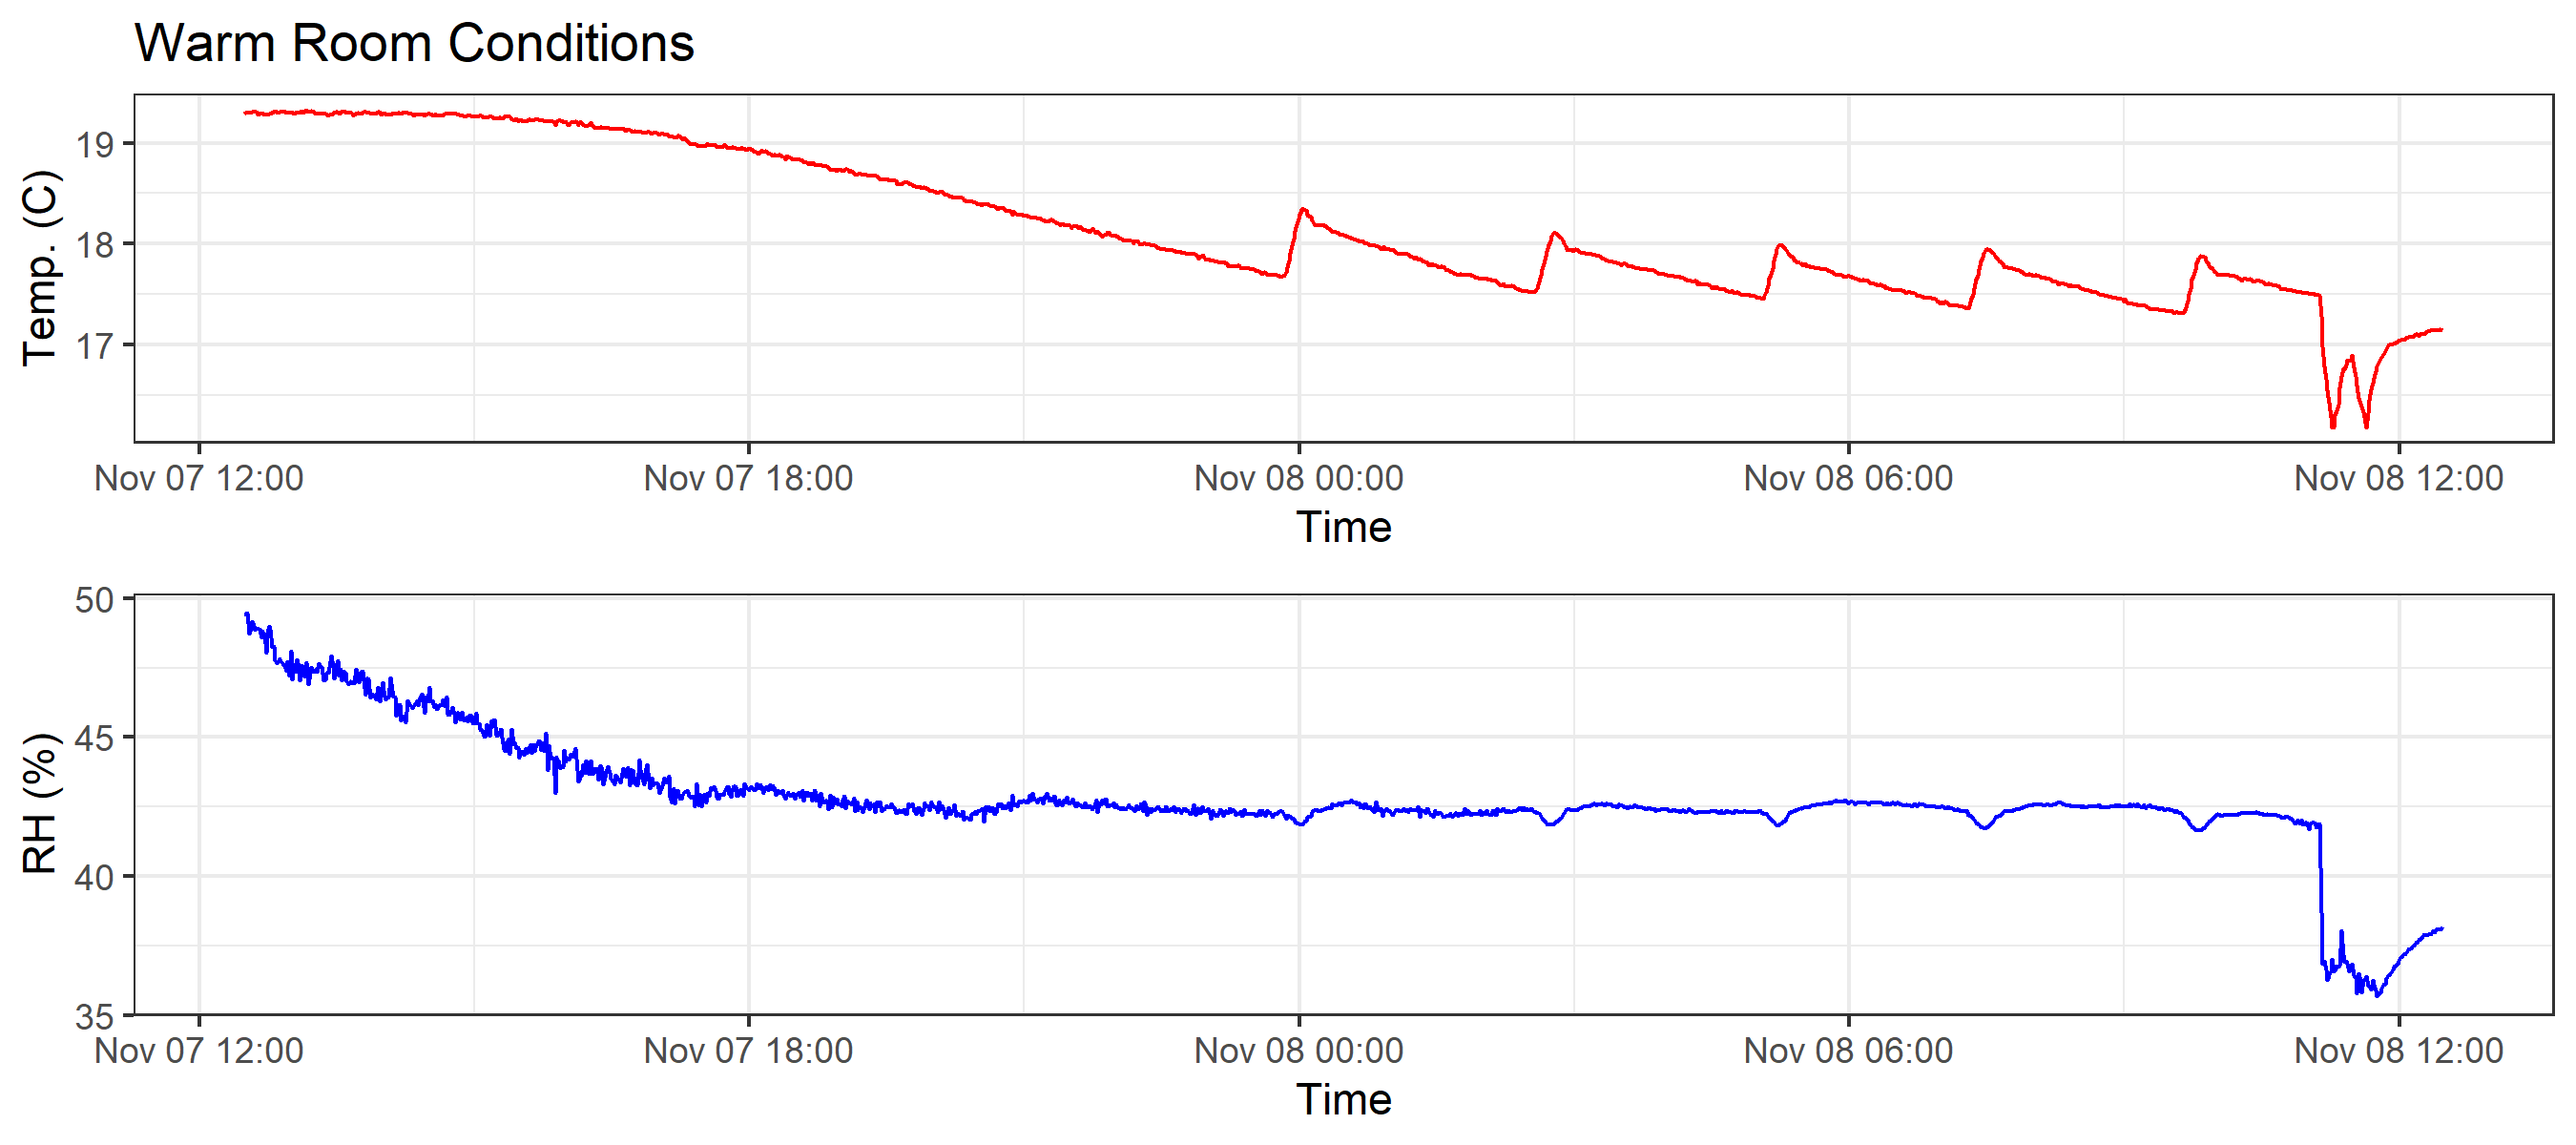 Warm Room Conditions
Temp. (C)
19
18
17
Nov 07 12:00 Nov 07 18:00 Nov 08 00:00 Nov 08 06:00 Nov 08 12:00
Time
RH (%)
50
45
40
35
Nov 07 12:00 Nov 07 18:00 Nov 08 00:00 Nov 08 06:00 Nov 08 12:00
Time